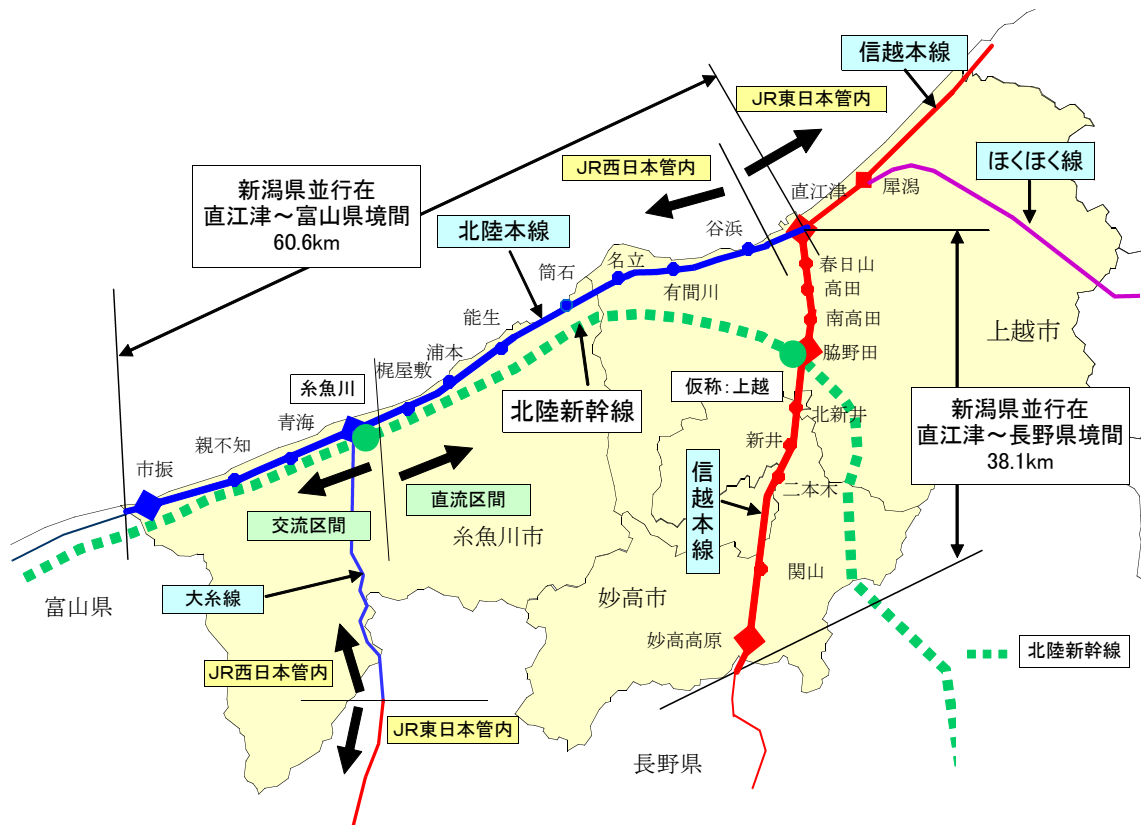 信越本線
JR東日本管内
ほくほく線
JR西日本管内
新潟県並行在
直江津～富山県境間
60.6km
直江津
犀潟
北陸本線
谷浜
春日山
名立
筒石
有間川
高田
能生
南高田
上越市
浦本
脇野田
梶屋敷
糸魚川
仮称：上越
北陸新幹線
北新井
新潟県並行在
直江津～長野県境間
38.1km
青海
新井
親不知
市振
二本木
信越本線
直流区間
交流区間
糸魚川市
関山
大糸線
妙高市
富山県
妙高高原
北陸新幹線
JR西日本管内
JR東日本管内
長野県